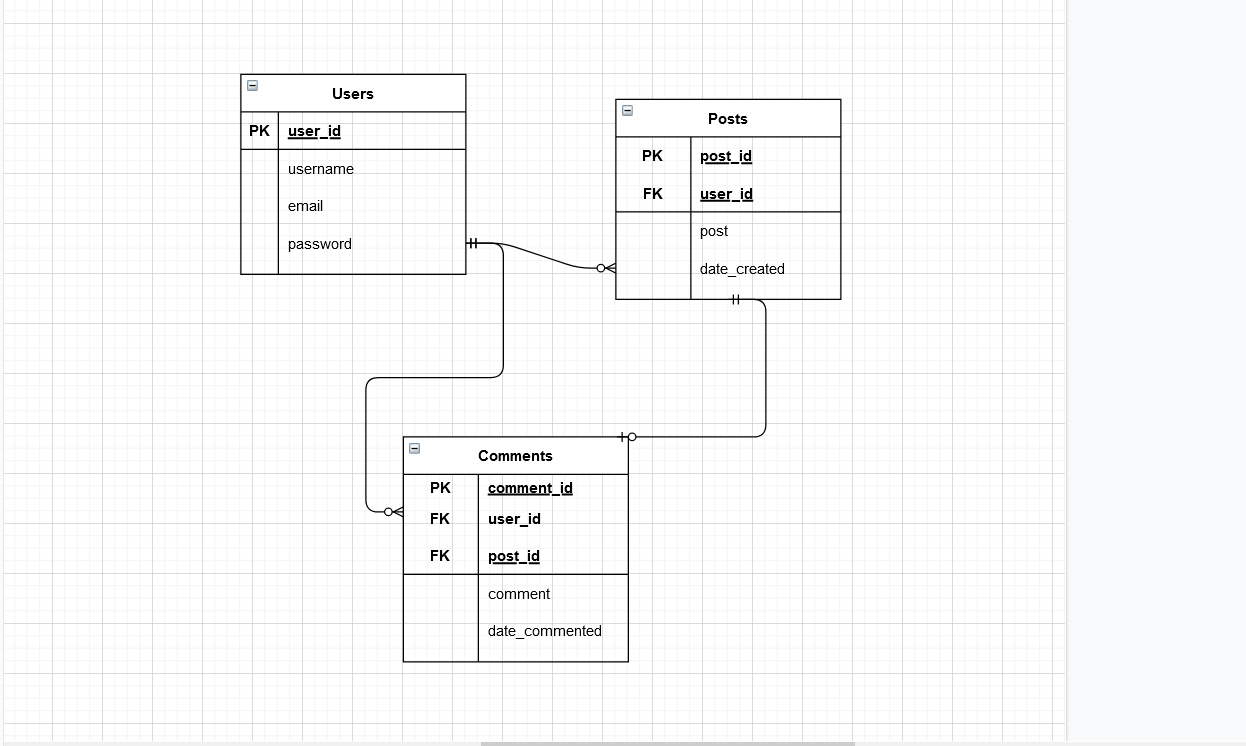 Users
PK user_id
username
email
password
Posts
PK post_id
FK user_id
post
date_created
Comments
PK comment_id
FK user_id
FK post_id
comment
date_commented